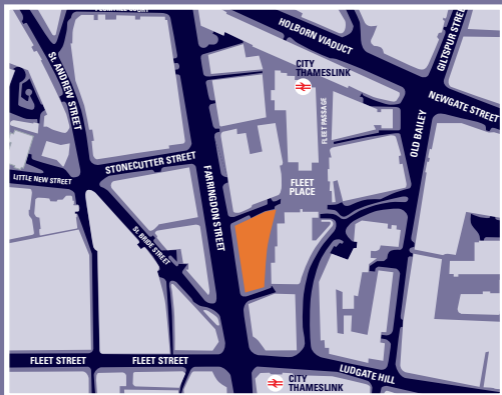 HOLBORN VIADUCT
GILTSPUR STREET
CITY
THAMESLINK
ST. ANDREW STREET
NEWGATE STREET
FLEET PASSAGE
OLD BAILEY
STONECUTTER STREET
FARRINGDON STREET
LITTLE NEW STREET
FLEET
PLACE
ST. BRIDE STREET
FLEET STREET
FLEET STREET
LUDGATE HILL
CITY
THAMESLINK